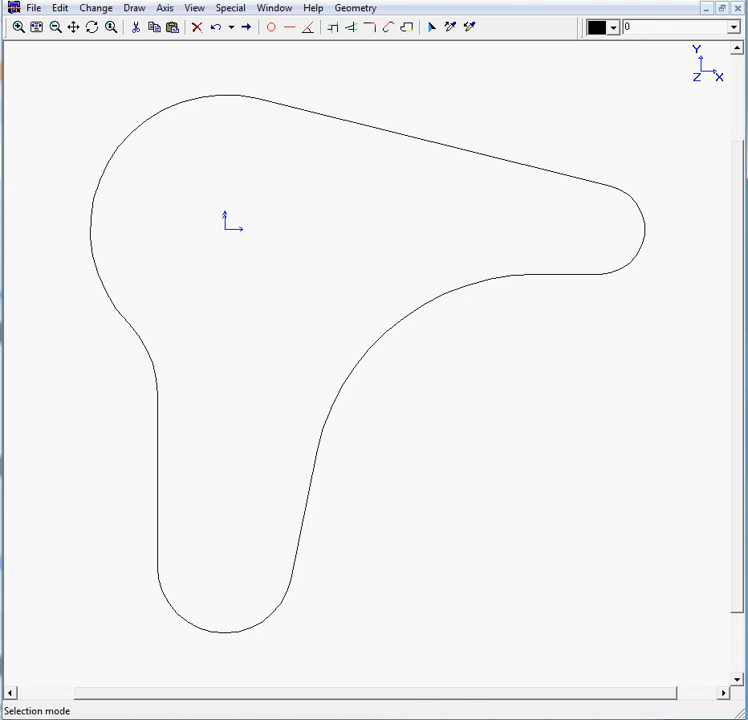 File Edit Change Draw Axis View Special Window Help Geometry
0
Y
Z X
Selection mode